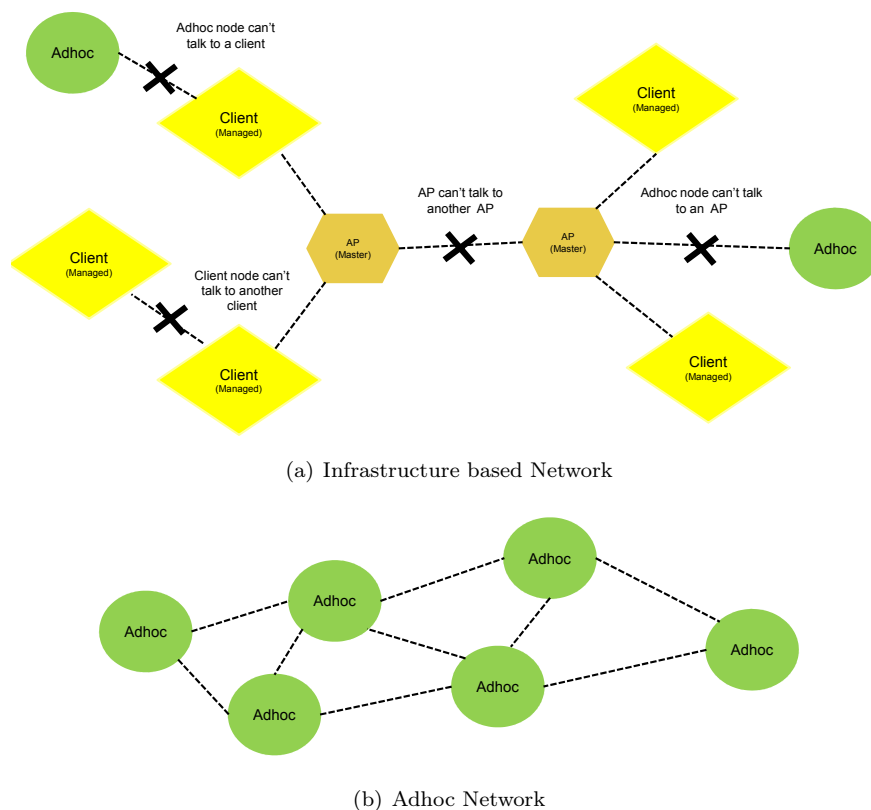 Adhoc node can't
talk to a client
Adhoc
Client
(Managed)
Client
(Managed)
AP can't talk to
another AP
Adhoc node can't talk
to an AP
AP
(Master)
AP
(Master)
Adhoc
Client
(Managed)
Client node can't
talk to another
client
Client
(Managed)
Client
(Managed)
(a) Infrastructure based Network
Adhoc
Adhoc
Adhoc
Adhoc
Adhoc
Adhoc
(b) Adhoc Network